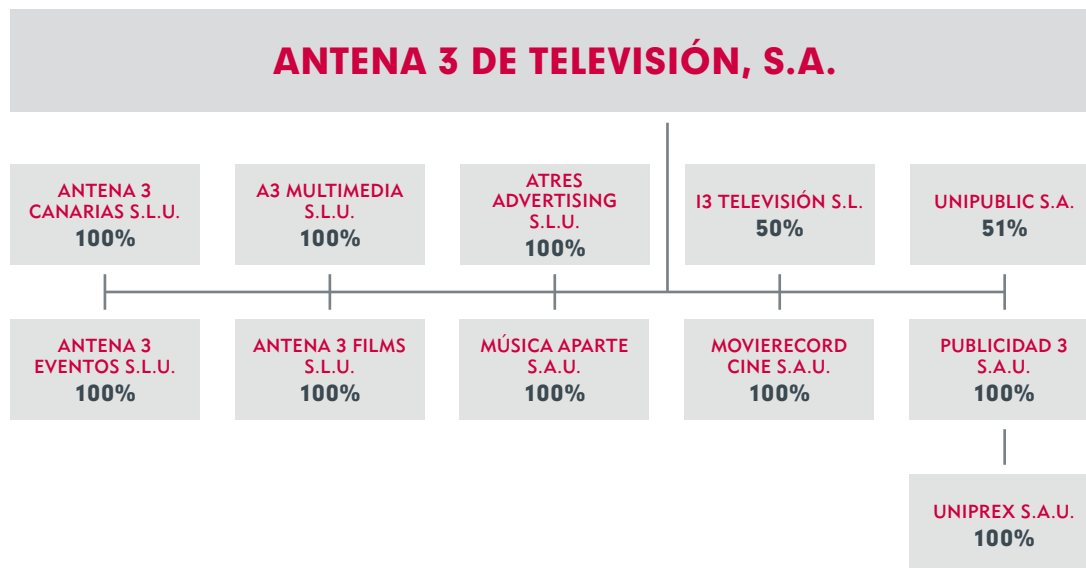 ANTENA 3 DE TELEVISIÓN, S.A.
ANTENA 3
CANARIAS S.L.U.
100%
A3 MULTIMEDIA
S.L.U.
100%
ATRES
ADVERTISING
S.L.U.
100%
I3 TELEVISIÓN S.L.
50%
UNIPUBLIC S.A.
51%
ANTENA 3
EVENTOS S.L.U.
100%
ANTENA 3 FILMS
S.L.U.
100%
MÚSICA APARTE
S.A.U.
100%
MOVIERECORD
CINE S.A.U.
100%
PUBLICIDAD 3
S.A.U.
100%
UNIPREX S.A.U.
100%